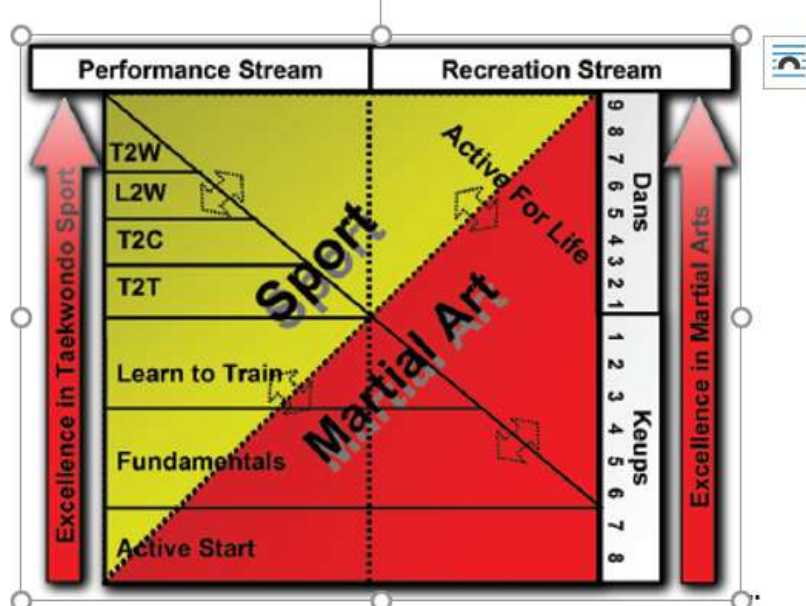 Performance Stream
Recreation Stream
Excellence in Taekwondo Sport
T2W
L2W
T2C
T2T
Learn to Train
Fundamentals
Active Start
Sport
Martial Art
Active For Life
9 8 7 6 5 4 3 2 1
Dans
1 2 3 4 5 6 7 8
Keups
Excellence in Martial Arts